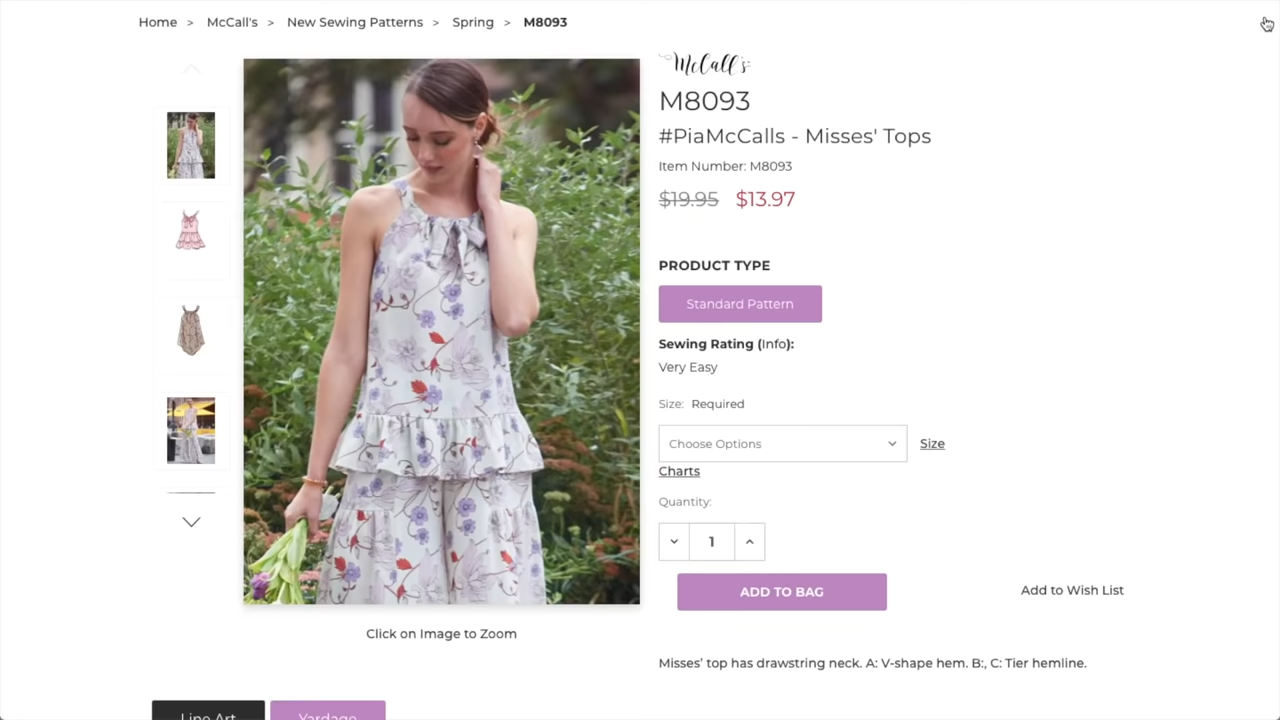 Home > McCall's > New Sewing Patterns > Spring > M8093
McCall's
M8093
#PiaMcCalls - Misses' Tops
Item Number: M8093
$19.95 $13.97
PRODUCT TYPE
Standard Pattern
Sewing Rating (Info):
Very Easy
Size: Required
Choose Options
Size
Charts
Quantity:
1
ADD TO BAG
Add to Wish List
Click on Image to Zoom
Misses’ top has drawstring neck. A: V-shape hem. B:, C: Tier hemline.
Line Art
Yardage